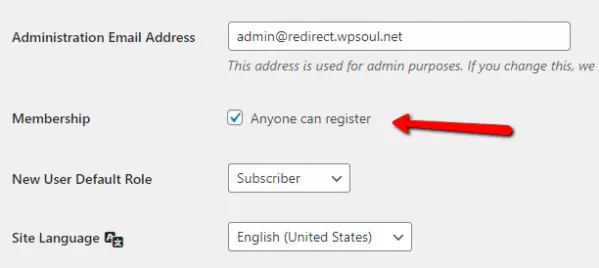 Administration Email Address
admin@redirect.wpsoul.net
This address is used for admin purposes. If you change this, we
Membership
Anyone can register
New User Default Role
Subscriber
Site Language
English (United States)